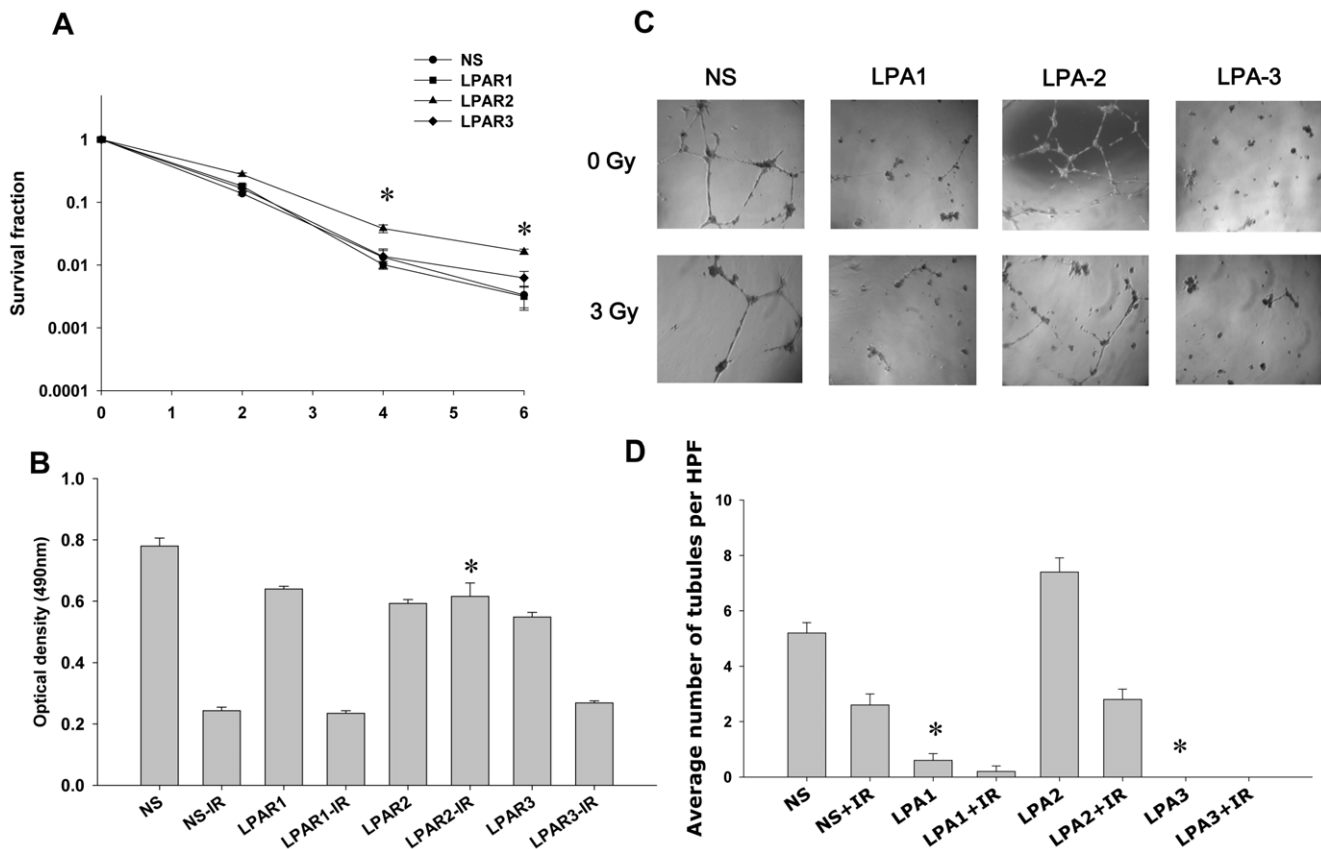 A
NS
LPAR1
LPAR2
LPAR3
Survival fraction
1
0.1
0.01
0.001
0.0001
* *
0 1 2 3 4 5 6
B
Optical density (490nm)
1.0
0.8
0.6
0.4
0.2
0.0
*
NS NS-IR LPAR1 LPAR1-IR LPAR2 LPAR2-IR LPAR3 LPAR3-IR
C
NS LPA1 LPA-2 LPA-3
0 Gy
3 Gy
D
Average number of tubules per HPF
10
8
6
4
2
0
* *
NS NS+IR LPA1 LPA1+IR LPA2 LPA2+IR LPA3 LPA3+IR